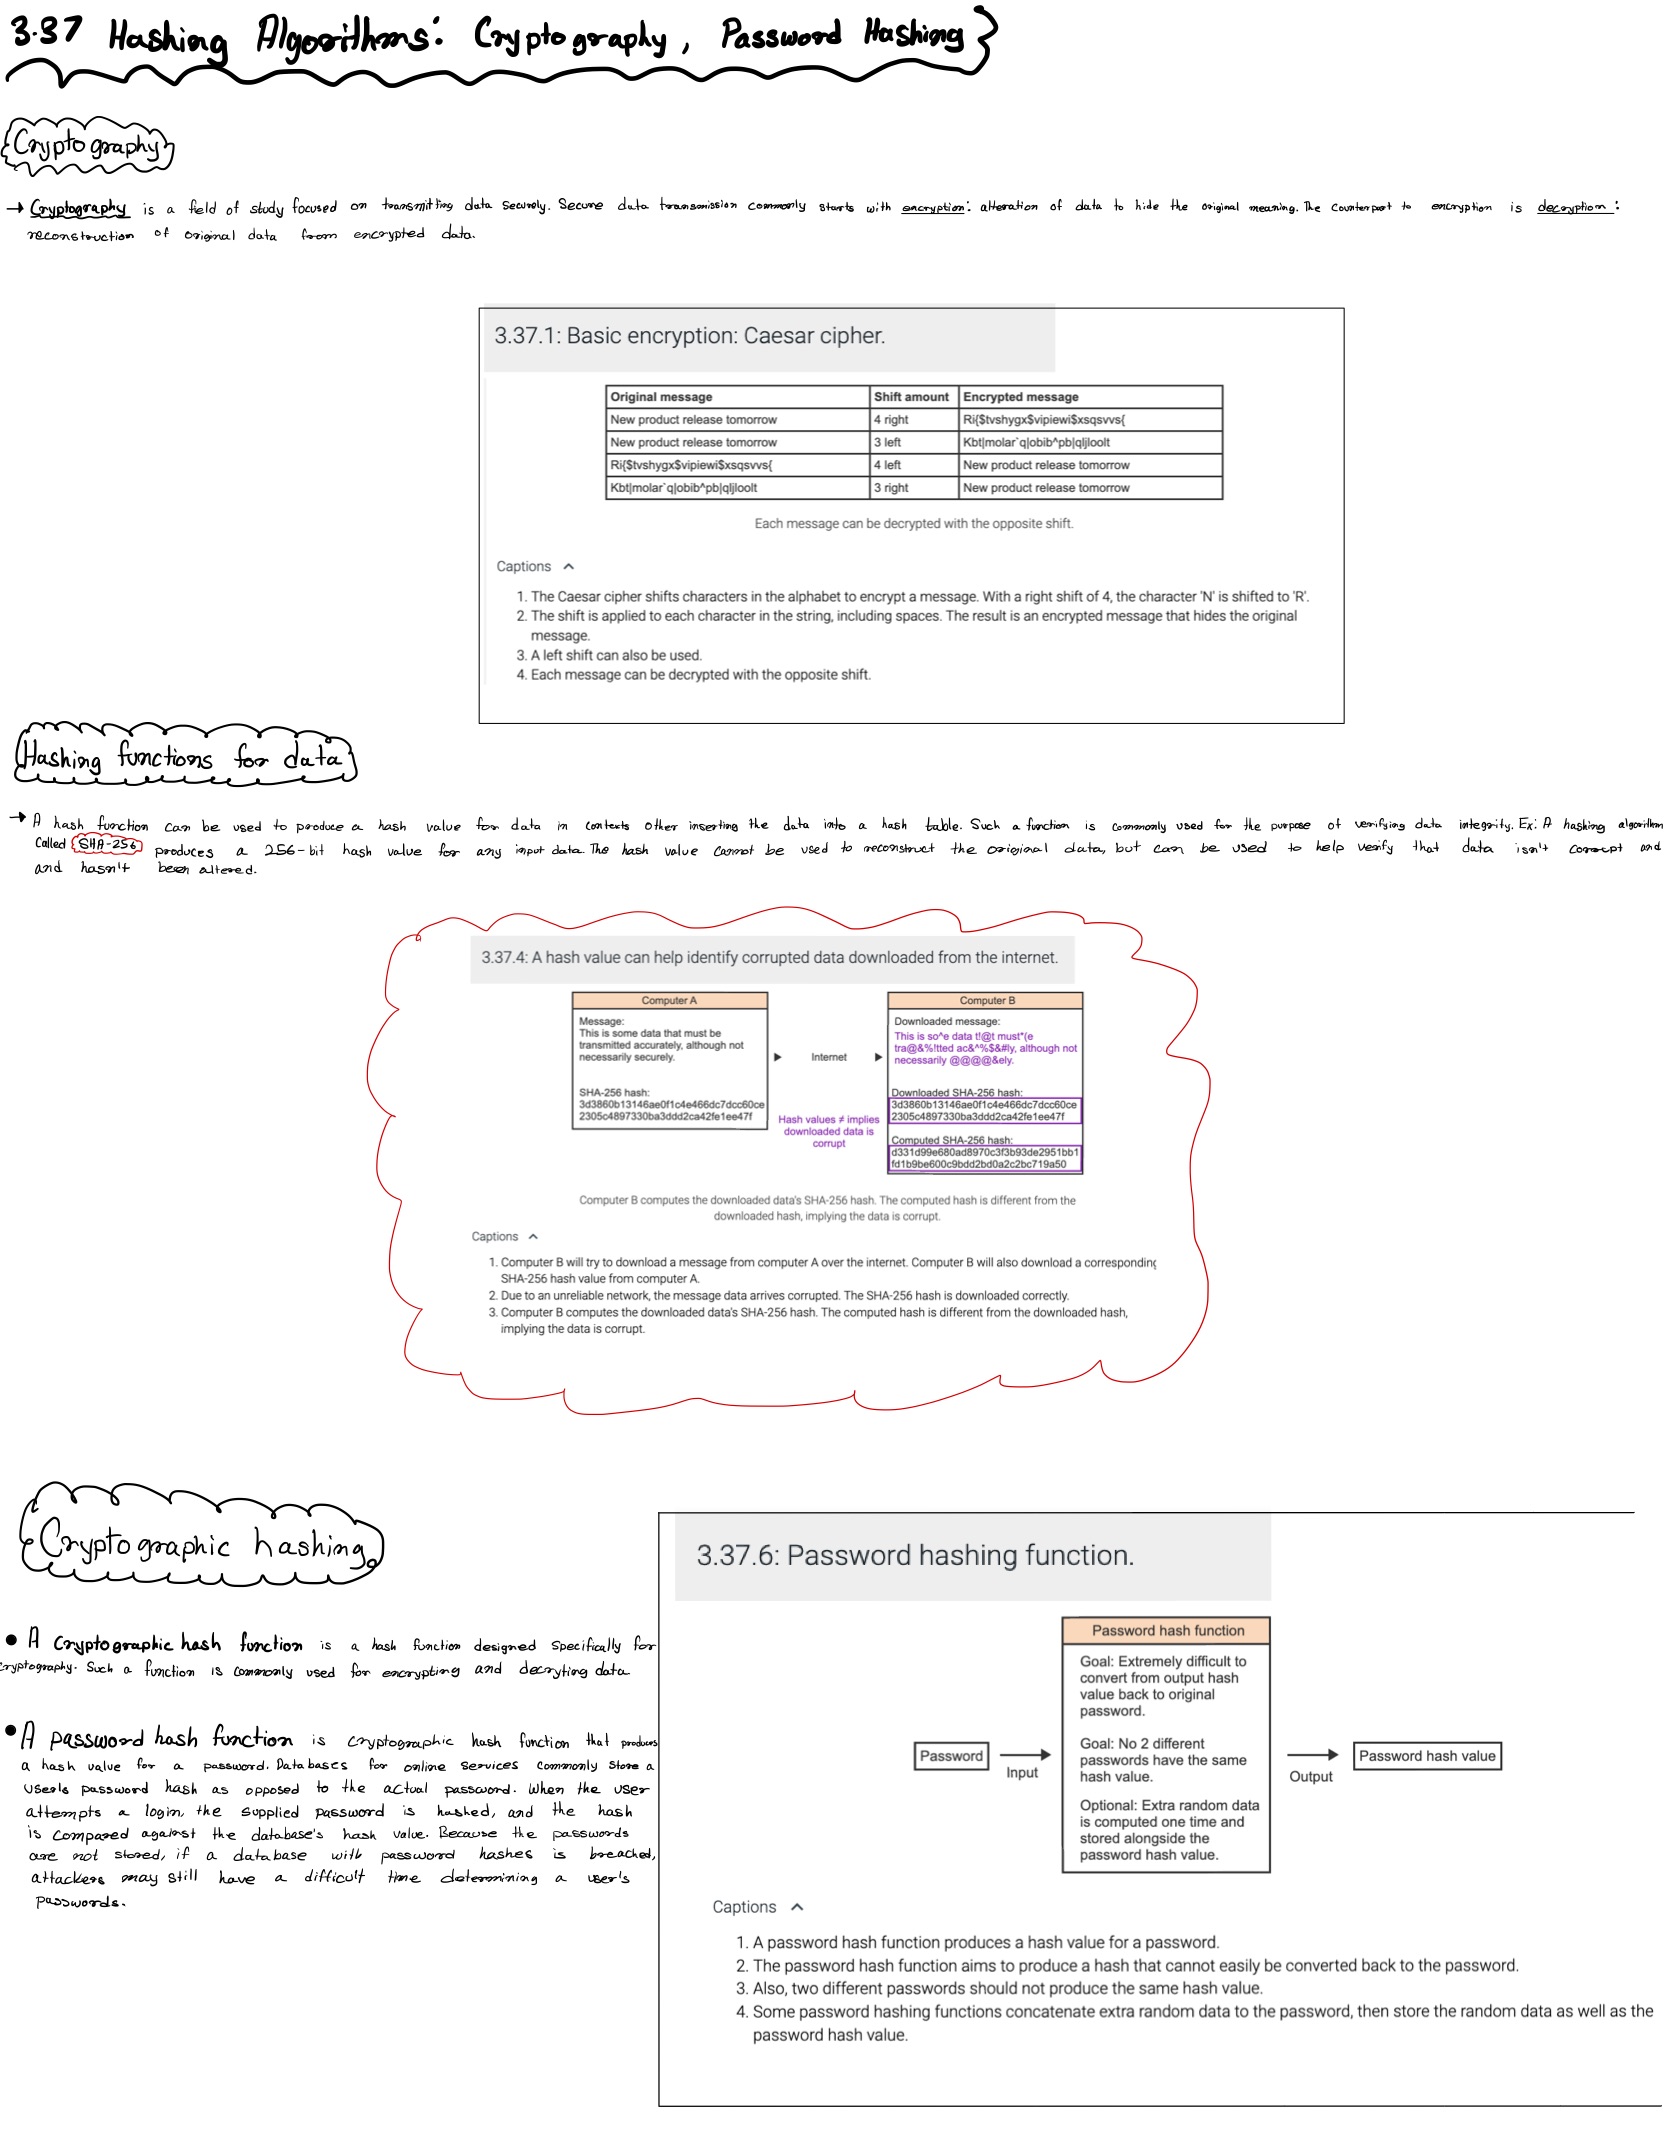 3.37 Hashing Algorithms: Cryptography, Password Hashing}
Cryptography
→ Cryptography is a field of study focused on transmitting data securely. Secure data transmission commonly starts with encryption: alteration of data to hide the original meaning. The Counterpart to encryption is decryption:
reconstruction of original data from encrypted data.
3.37.1: Basic encryption: Caesar cipher.
Original message Shift amount Encrypted message
New product release tomorrow 4 right Ri{$tvshygx$vipiewi$xsqsvvs{
New product release tomorrow 3 left Kbt|molar`q|obib^pb|qljloolt
Ri{$tvshygx$vipiewi$xsqsvvs{ 4 left New product release tomorrow
Kbt|molar`q|obib^pb|qljloolt 3 right New product release tomorrow
Each message can be decrypted with the opposite shift.
Captions
1. The Caesar cipher shifts characters in the alphabet to encrypt a message. With a right shift of 4, the character 'N' is shifted to 'R'.
2. The shift is applied to each character in the string, including spaces. The result is an encrypted message that hides the original
message.
3. A left shift can also be used.
4. Each message can be decrypted with the opposite shift.
Hashing functions for data
→ A hash function can be used to produce a hash value for data in contexts other inserting the data into a hash table. Such a function is commonly used for the purpose of verifying data integrity. Ex: A hashing algorithm
called SHA-256 produces a 256-bit hash value for any input data. The hash value cannot be used to reconstruct the original data, but can be used to help verify that data isn't corrupt and
and hasn't been altered.
3.37.4: A hash value can help identify corrupted data downloaded from the internet.
Computer A
Message:
This is some data that must be
transmitted accurately, although not
necessarily securely.
SHA-256 hash:
3d3860b13146ae0f1c4e466dc7dcc60ce
2305c4897330ba3ddd2ca42fe1ee47f
Internet
Hash values ≠ implies
downloaded data is
corrupt
Computer B
Downloaded message:
This is so^e data t!@t must*(e
tra@&%!tted ac&^%$&#ly, although not
necessarily @@@@&ely.
Downloaded SHA-256 hash:
3d3860b13146ae0f1c4e466dc7dcc60ce
2305c4897330ba3ddd2ca42fe1ee47f
Computed SHA-256 hash:
d331d99e680ad8970c3f3b93de2951bb1
fd1b9be600c9bdd2bd0a2c2bc719a50
Computer B computes the downloaded data's SHA-256 hash. The computed hash is different from the
downloaded hash, implying the data is corrupt.
Captions
1. Computer B will try to download a message from computer A over the internet. Computer B will also download a corresponding
SHA-256 hash value from computer A.
2. Due to an unreliable network, the message data arrives corrupted. The SHA-256 hash is downloaded correctly.
3. Computer B computes the downloaded data's SHA-256 hash. The computed hash is different from the downloaded hash,
implying the data is corrupt.
Cryptographic hashing
• A Cryptographic hash function is a hash function designed specifically for
cryptography. Such a function is commonly used for encrypting and decryting data
• A password hash function is cryptographic hash function that produces
a hash value for a password. Databases for online services commonly store a
user's password hash as opposed to the actual password. When the user
attempts a login, the supplied password is hashed, and the hash
is compared against the database's hash value. Because the passwords
are not stored, if a database with password hashes is breached,
attackers may still have a difficult time determining a user's
passwords.
3.37.6: Password hashing function.
Password
Input
Password hash function
Goal: Extremely difficult to
convert from output hash
value back to original
password.
Goal: No 2 different
passwords have the same
hash value.
Optional: Extra random data
is computed one time and
stored alongside the
password hash value.
Output
Password hash value
Captions
1. A password hash function produces a hash value for a password.
2. The password hash function aims to produce a hash that cannot easily be converted back to the password.
3. Also, two different passwords should not produce the same hash value.
4. Some password hashing functions concatenate extra random data to the password, then store the random data as well as the
password hash value.